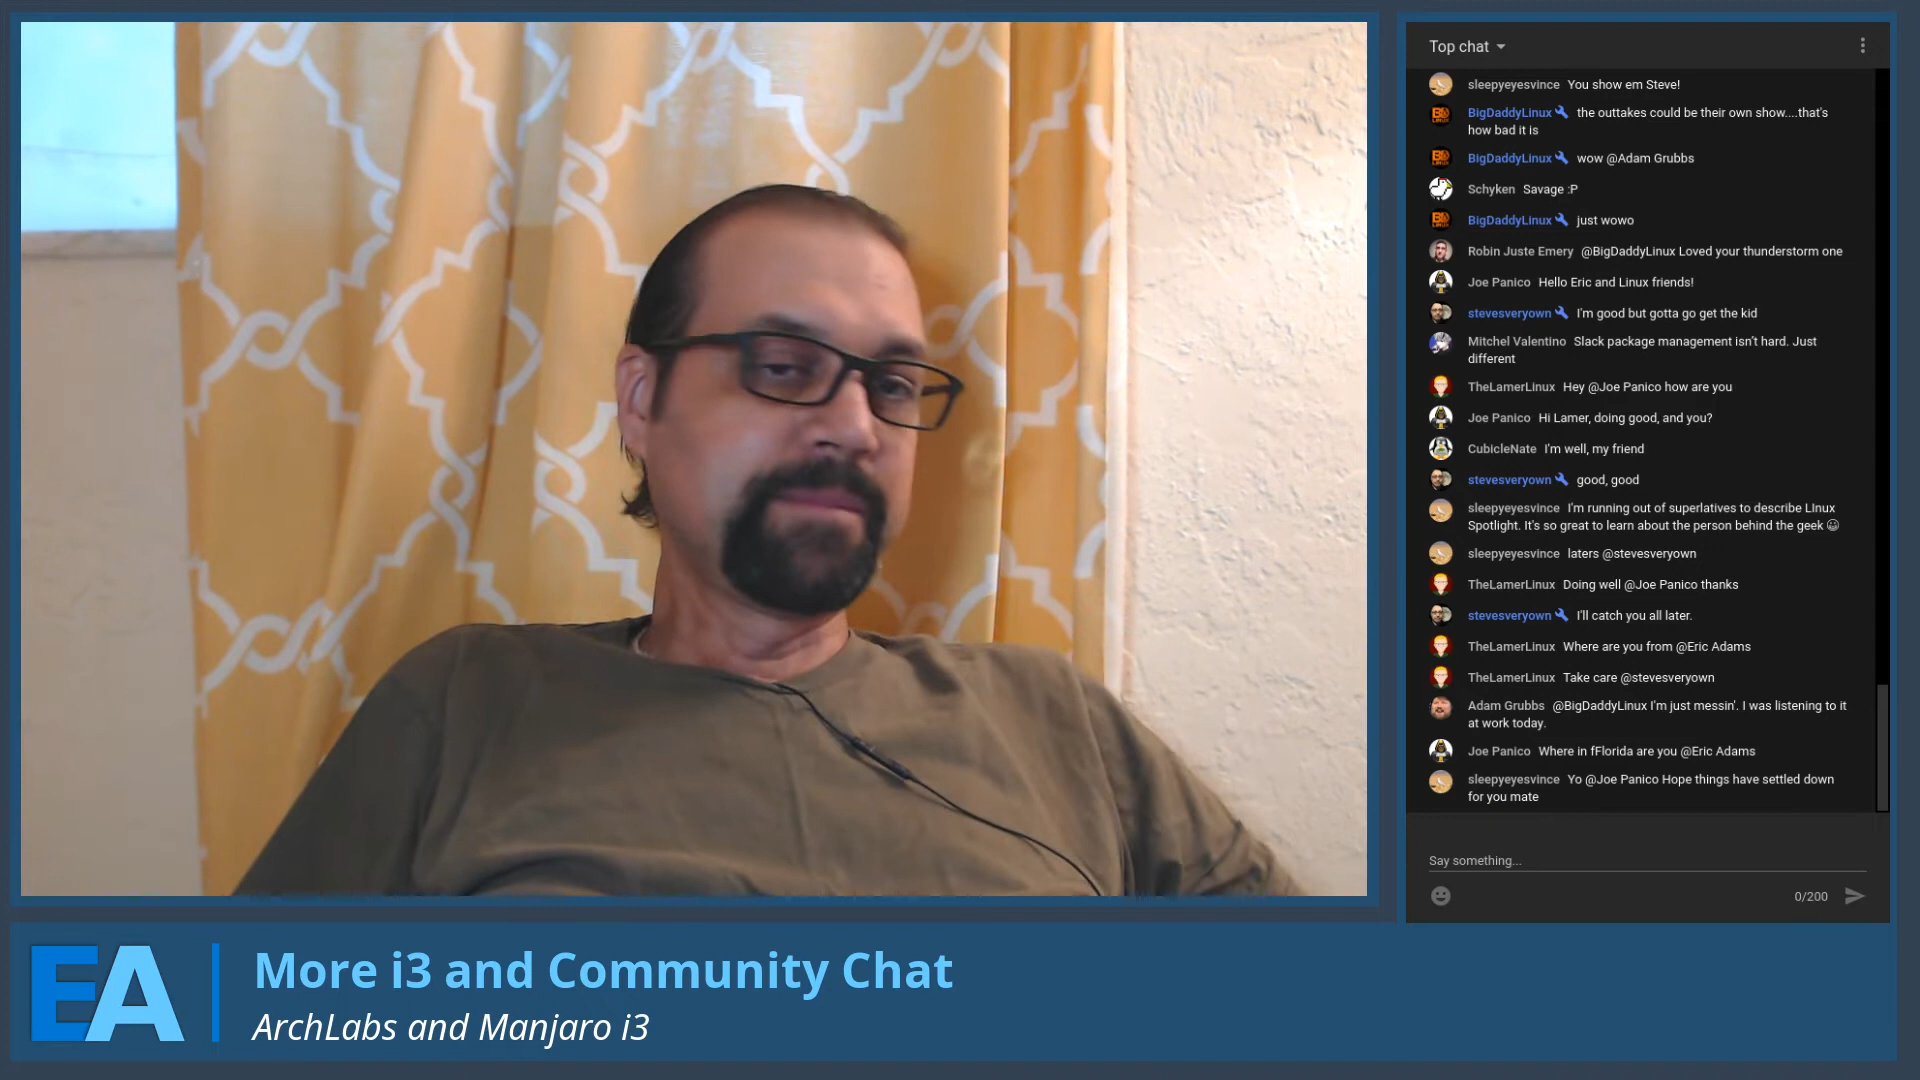 Top chat
sleepyeyesvince You show em Steve!
BigDaddyLinux the outtakes could be their own show....that's
how bad it is
BigDaddyLinux wow @Adam Grubbs
Schyken Savage :P
BigDaddyLinux just wowo
Robin Juste Emery @BigDaddyLinux Loved your thunderstorm one
Joe Panico Hello Eric and Linux friends!
stevesveryown I'm good but gotta go get the kid
Mitchel Valentino Slack package management isn't hard. Just
different
TheLamerLinux Hey @Joe Panico how are you
Joe Panico Hi Lamer, doing good, and you?
CubicleNate I'm well, my friend
stevesveryown good, good
sleepyeyesvince I'm running out of superlatives to describe LInux
Spotlight. It's so great to learn about the person behind the geek 😀
sleepyeyesvince laters @stevesveryown
TheLamerLinux Doing well @Joe Panico thanks
stevesveryown I'll catch you all later.
TheLamerLinux Where are you from @Eric Adams
TheLamerLinux Take care @stevesveryown
Adam Grubbs @BigDaddyLinux I'm just messin'. I was listening to it
at work today.
Joe Panico Where in fFlorida are you @Eric Adams
sleepyeyesvince Yo @Joe Panico Hope things have settled down
for you mate
Say something...
0/200
EA
More i3 and Community Chat
ArchLabs and Manjaro i3